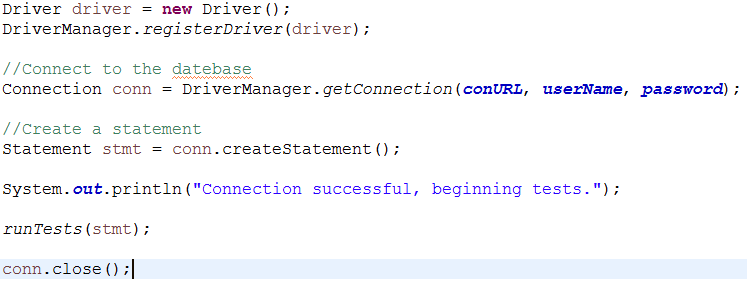 Driver driver = new Driver();
DriverManager.registerDriver(driver);
//Connect to the datebase
Connection conn = DriverManager.getConnection(conURL, userName, password);
//Create a statement
Statement stmt = conn.createStatement();
System.out.println("Connection successful, beginning tests.");
runTests(stmt);
conn.close();